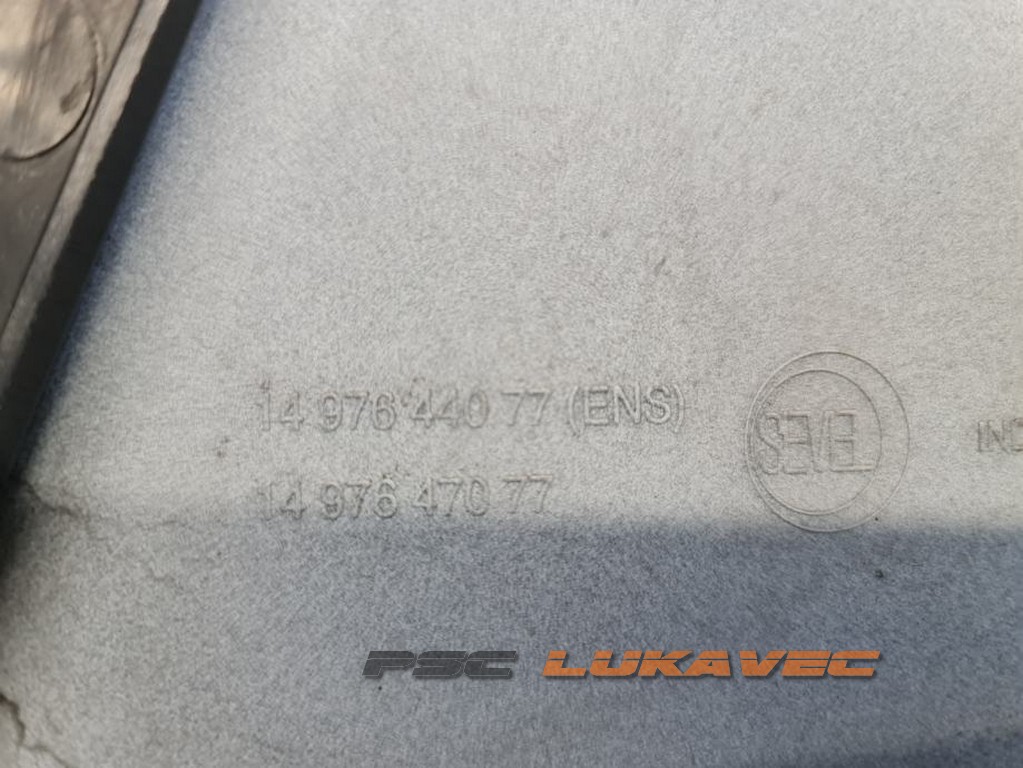 14 976 440 77 (ENS)
14 976 470 77
SEVEL
PSC LUKAVEC